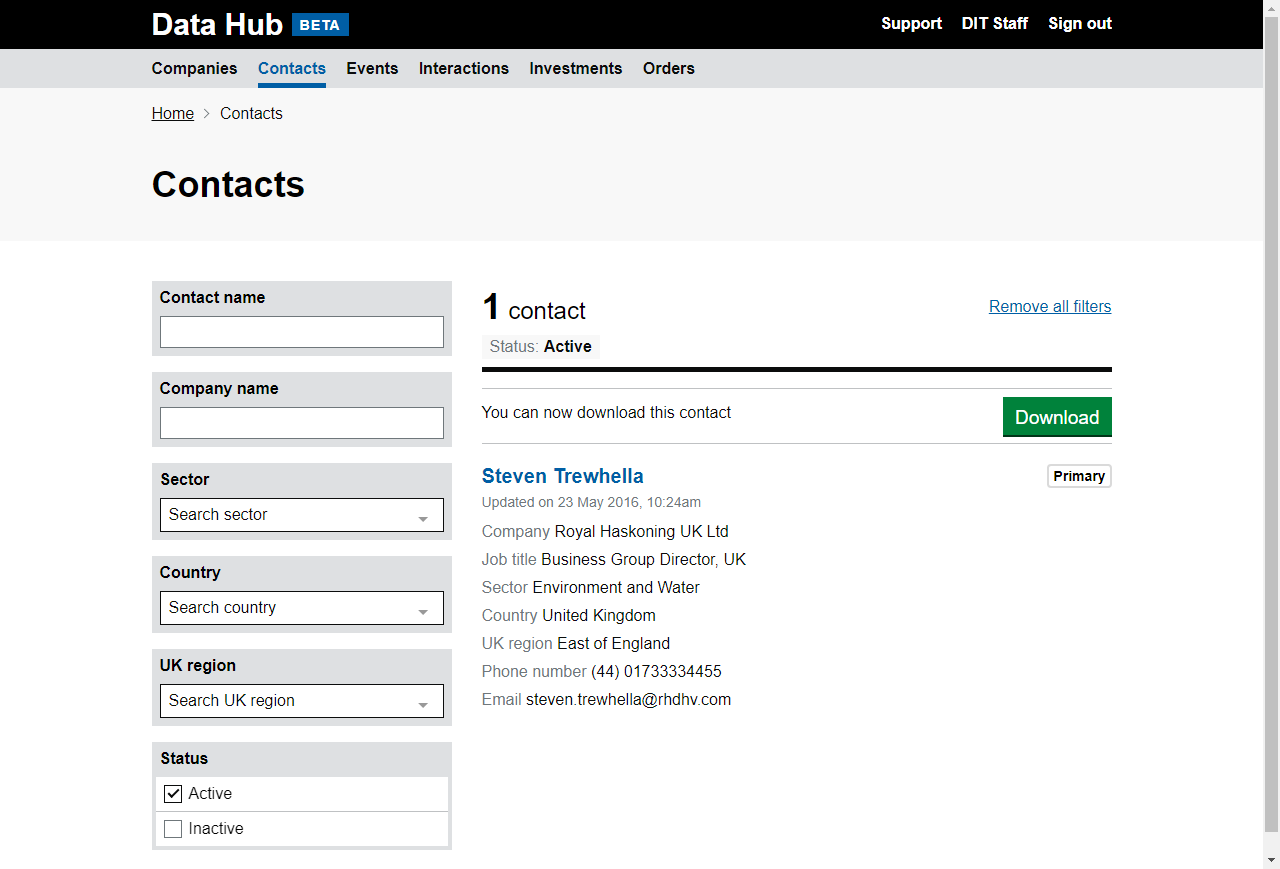 Data Hub BETA
Support DIT Staff Sign out
Companies Contacts Events Interactions Investments Orders
Home Contacts
Contacts
Contact name
Company name
Sector
Search sector
Country
Search country
UK region
Search UK region
Status
Active
Inactive
1 contact
Remove all filters
Status: Active
You can now download this contact
Download
Steven Trewhella
Primary
Updated on 23 May 2016, 10:24am
Company Royal Haskoning UK Ltd
Job title Business Group Director, UK
Sector Environment and Water
Country United Kingdom
UK region East of England
Phone number (44) 01733334455
Email steven.trewhella@rhdhv.com